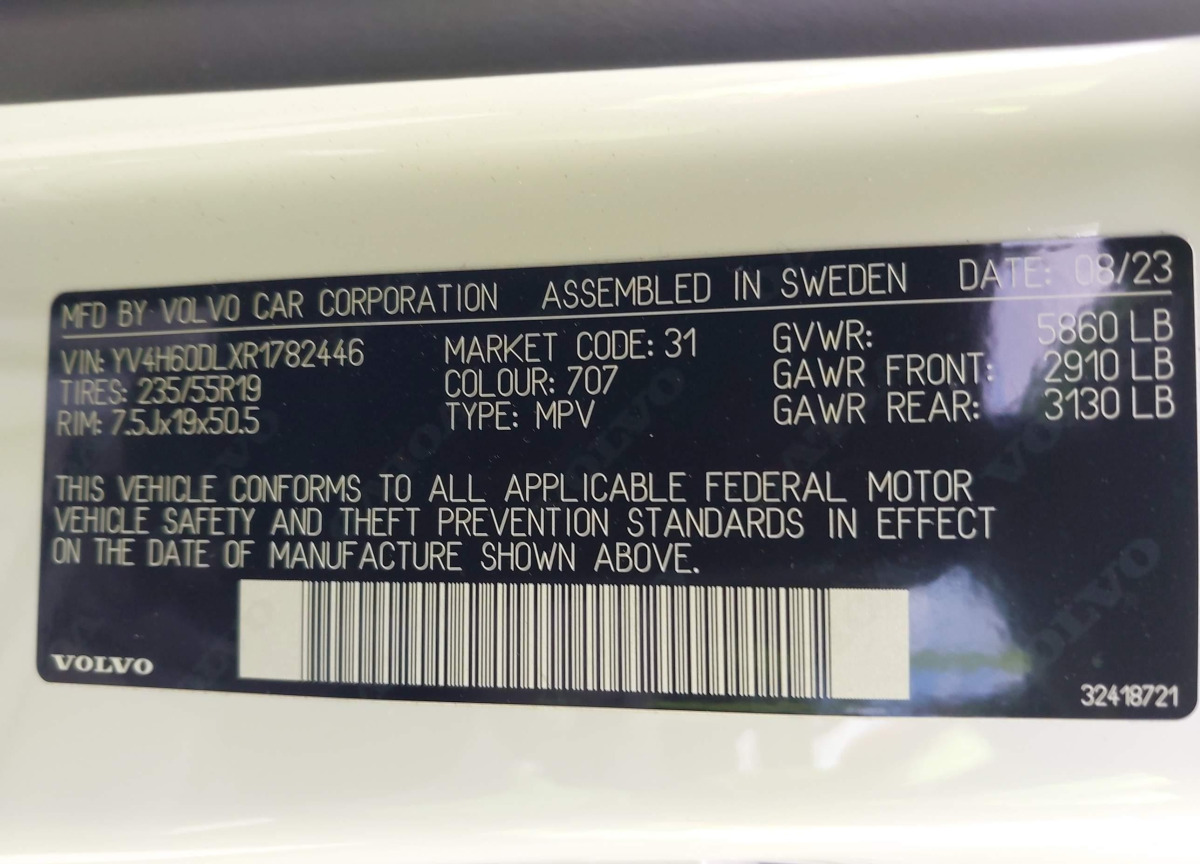 MFD BY VOLVO CAR CORPORATION ASSEMBLED IN SWEDEN DATE: 08/23
VIN: YV4H60DLXR1782446 MARKET CODE: 31 GVWR: 5860 LB
TIRES: 235/55R19 COLOUR: 707 GAWR FRONT: 2910 LB
RIM: 7.5Jx19x50.5 TYPE: MPV GAWR REAR: 3130 LB
THIS VEHICLE CONFORMS TO ALL APPLICABLE FEDERAL MOTOR
VEHICLE SAFETY AND THEFT PREVENTION STANDARDS IN EFFECT
ON THE DATE OF MANUFACTURE SHOWN ABOVE.
VOLVO 32418721